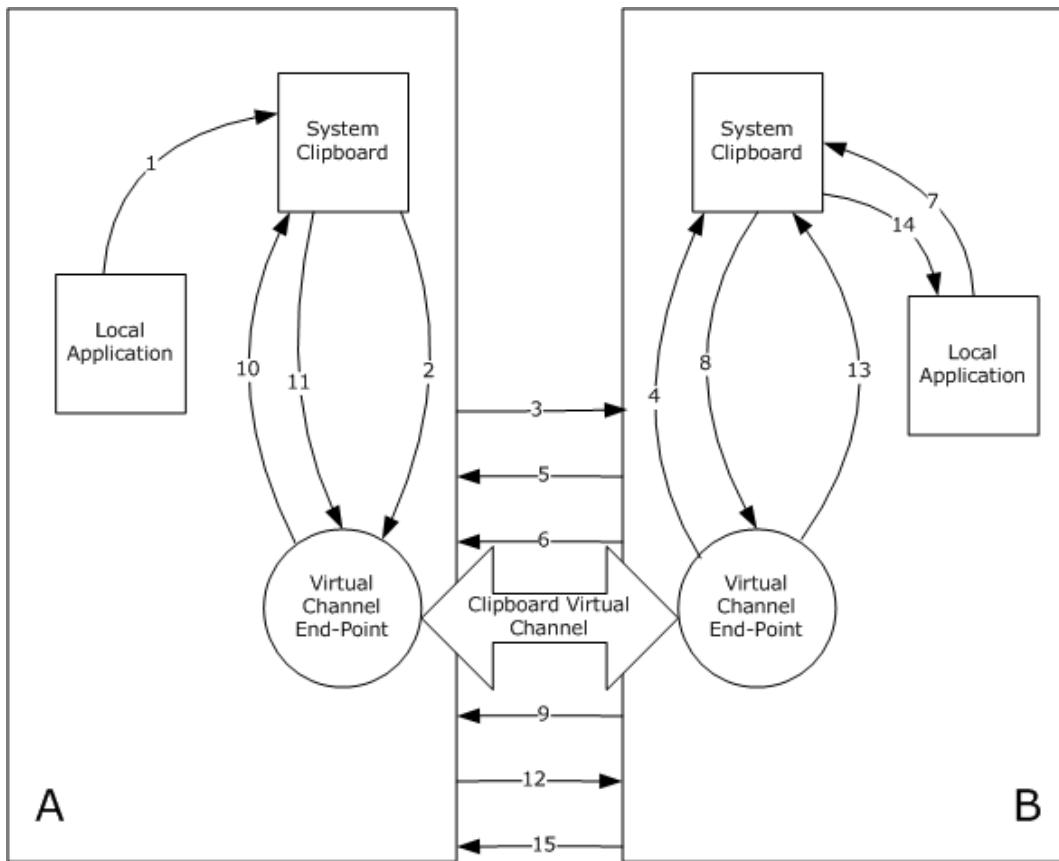 System
Clipboard
1
Local
Application
10
11
2
Virtual
Channel
End-Point
A
3
5
6
Clipboard Virtual
Channel
9
12
15
System
Clipboard
7
14
Local
Application
4
8
13
Virtual
Channel
End-Point
B